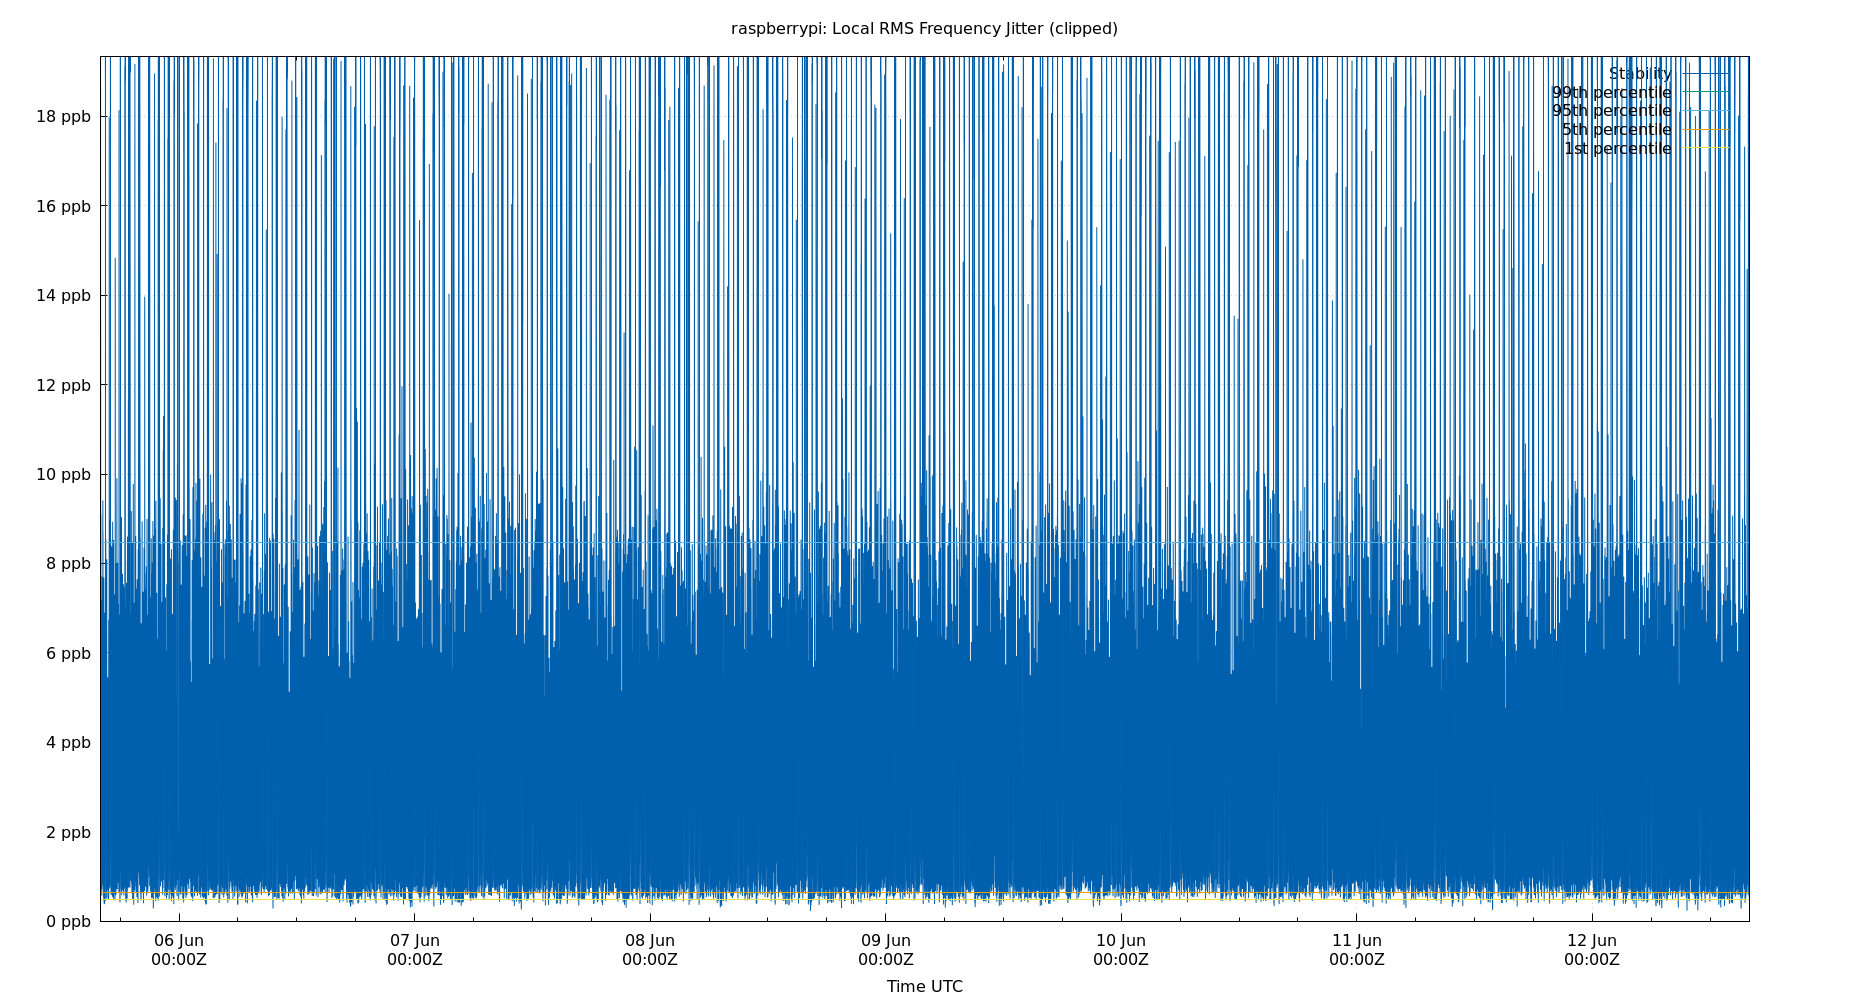 raspberrypi: Local RMS Frequency Jitter (clipped)
Stability
99th percentile
95th percentile
5th percentile
1st percentile
18 ppb
16 ppb
14 ppb
12 ppb
10 ppb
8 ppb
6 ppb
4 ppb
2 ppb
0 ppb
06 Jun 07 Jun 08 Jun 09 Jun 10 Jun 11 Jun 12 Jun
00:00Z 00:00Z 00:00Z 00:00Z 00:00Z 00:00Z 00:00Z
Time UTC